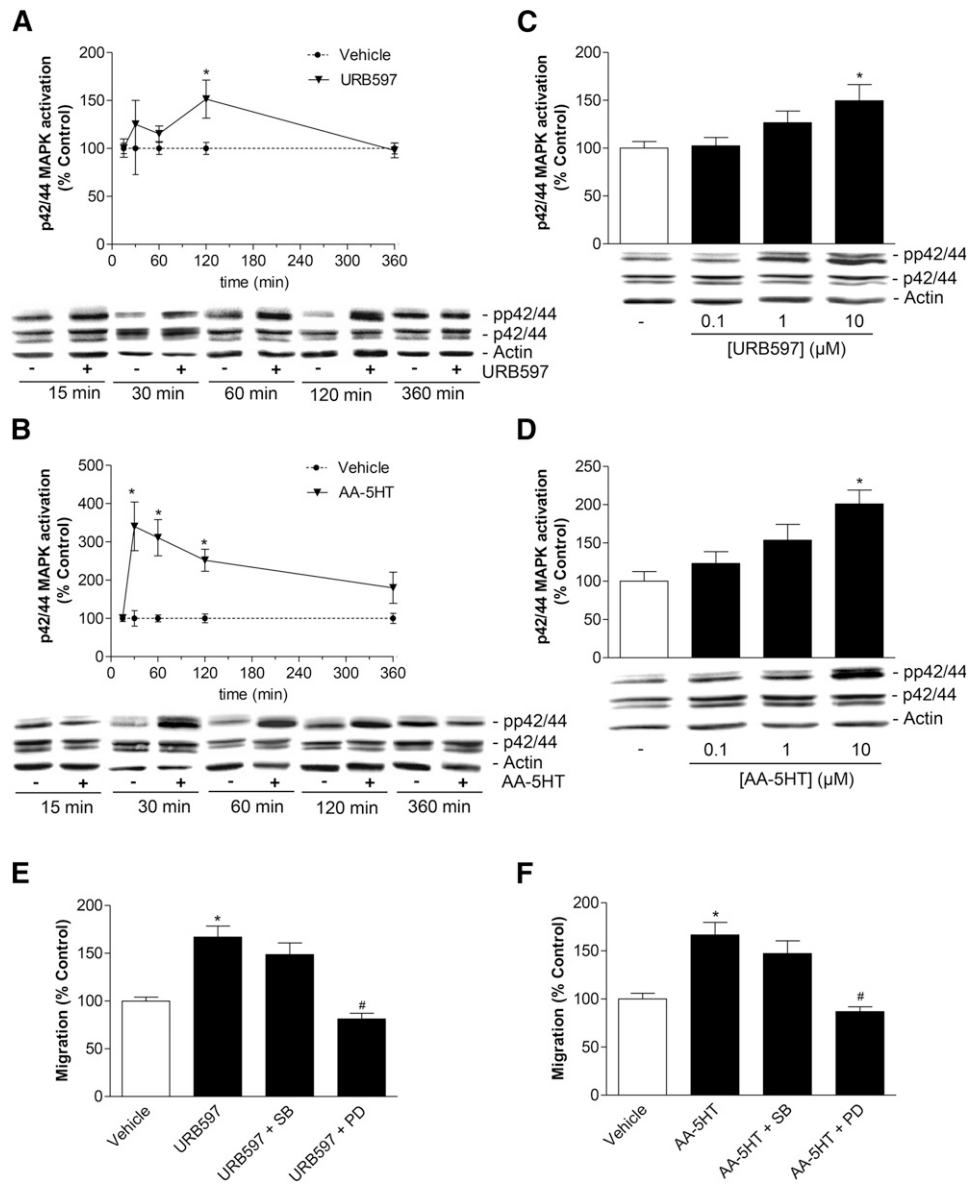 A
p42/44 MAPK activation
(% Control)
200
150
100
50
0
*
Vehicle
URB597
0 60 120 180 240 300 360
time (min)
- pp42/44
- p42/44
- Actin
- + - + - + - + - + URB597
15 min 30 min 60 min 120 min 360 min
C
p42/44 MAPK activation
(% Control)
200
150
100
50
0
*
- pp42/44
- p42/44
- Actin
- 0.1 1 10
[URB597] (µM)
B
p42/44 MAPK activation
(% Control)
500
400
300
200
100
0
* * *
Vehicle
AA-5HT
0 60 120 180 240 300 360
time (min)
- pp42/44
- p42/44
- Actin
- + - + - + - + - + AA-5HT
15 min 30 min 60 min 120 min 360 min
D
p42/44 MAPK activation
(% Control)
250
200
150
100
50
0
*
- pp42/44
- p42/44
- Actin
- 0.1 1 10
[AA-5HT] (µM)
E
Migration (% Control)
200
150
100
50
0
*
#
Vehicle
URB597
URB597 + SB
URB597 + PD
F
Migration (% Control)
200
150
100
50
0
*
#
Vehicle
AA-5HT
AA-5HT + SB
AA-5HT + PD